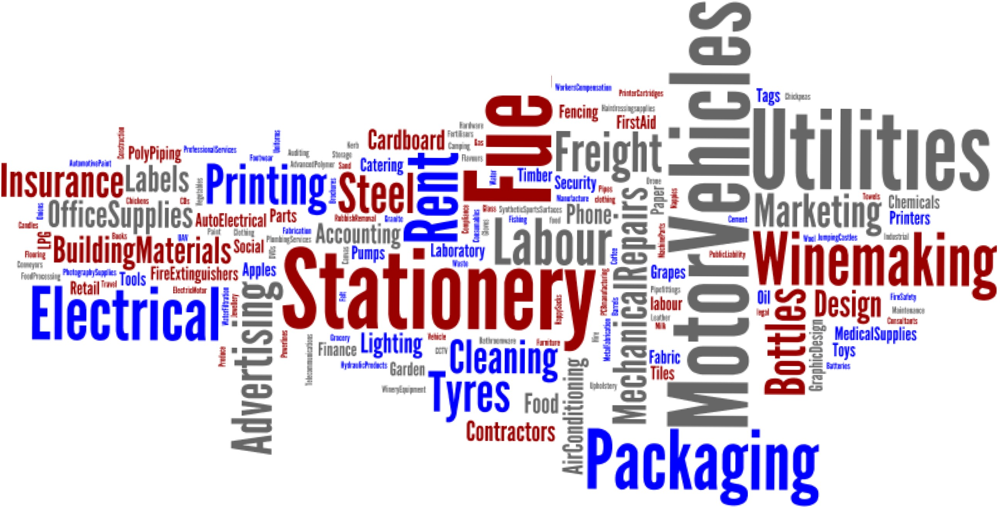 WorkersCompensation
PrinterCartridges
Tags
Chickpeas
Fencing
Hairdressingsupplies
FirstAid
MotorVehicles
Utilities
Fue
Hardware
Construction
Cardboard
Fertilisers
Gas
Camping
Freight
PolyPiping
ProfessionalServices
Uniforms
Auditing
Storage
Flavours
Footwear
AutomotivePaint
AdvancedPolymer
Sand
Catering
Rent
Insurance
Labels
Printing
Steel
Water
Timber
Security
Drone
Pipes
Vegetables
Brochures
Paper
Nappies
Chickens
CDs
Manufacture
clothing
Marketing
Towels
Chemicals
Onions
OfficeSupplies
AutoElectrical
Parts
RubbishRemoval
Granite
Compliance
Consumables
Glass
SyntheticSportsSurfaces
Fishing
Food
Phone
MechanicalRepairs
Cement
Printers
Candles
LPG
Books
UAV
Paint
Clothing
Fabrication
PlumbingServices
Accounting
Gloves
Labour
MachineParts
Wool
JumpingCastles
Industrial
BuildingMaterials
Social
DVDs
Canvas
Pumps
Laboratory
Waste
Coffee
PublicLiability
Winemaking
Flooring
Conveyors
FoodProcessing
PhotographySupplies
Tools
FireExtinguishers
Apples
Stationery
Grapes
Retail
Travel
ElectricMotor
Electrical
WaterFiltration
Jewellery
Advertising
Felt
HappySocks
PCBmanufacturing
Barrels
Pipefittings
labour
Leather
Milk
Oil
legal
Bottles
Design
FireSafety
Maintenance
Consultants
Powerlines
Telecommunications
Grocery
Finance
Lighting
Vehicle
CCTV
Bathroomware
Furniture
Cleaning
Hire
MetalFabrication
GraphicDesign
MedicalSupplies
Toys
Batteries
Produce
HydraulicProducts
Garden
Fabric
Tiles
WineryEquipment
Tyres
Food
AirConditioning
Upholstery
Contractors
Packaging